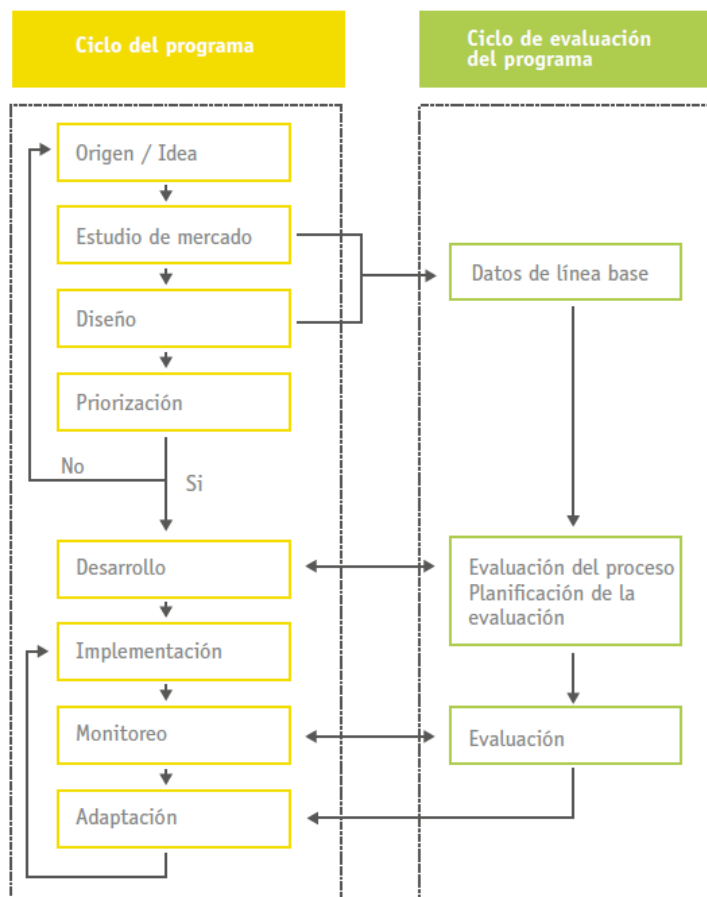 Ciclo del programa
Ciclo de evaluación
del programa
Origen / Idea
Estudio de mercado
Datos de línea base
Diseño
Priorización
No
Si
Desarrollo
Evaluación del proceso
Planificación de la
evaluación
Implementación
Monitoreo
Evaluación
Adaptación